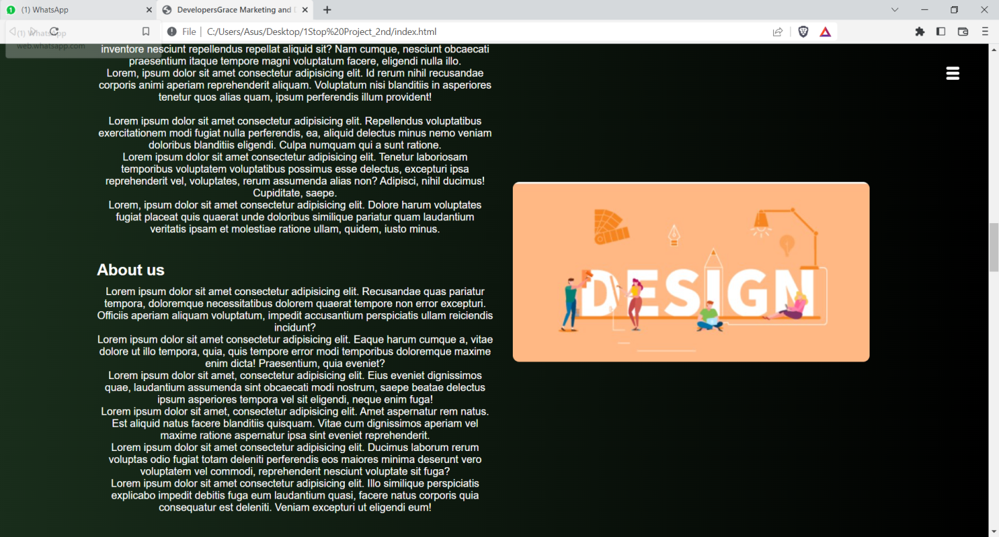 (1) WhatsApp
DevelopersGrace Marketing and
(1) WhatsApp
web.whatsapp.com
File
C:/Users/Asus/Desktop/1Stop%20Project_2nd/index.html
inventore nesciunt repellendus repellat aliquid sit? Nam cumque, nesciunt obcaecati
praesentium itaque tempore magni voluptatum facere, eligendi nulla illo.
Lorem, ipsum dolor sit amet consectetur adipisicing elit. Id rerum nihil recusandae
corporis animi aperiam reprehenderit aliquam. Voluptatum nisi blanditiis in asperiores
tenetur quos alias quam, ipsum perferendis illum provident!
Lorem ipsum dolor sit amet consectetur adipisicing elit. Repellendus voluptatibus
exercitationem modi fugiat nulla perferendis, ea, aliquid delectus minus nemo veniam
doloribus blanditiis eligendi. Culpa numquam qui a sunt ratione.
Lorem ipsum dolor sit amet consectetur adipisicing elit. Tenetur laboriosam
temporibus voluptatem voluptatibus possimus esse delectus, excepturi ipsa
reprehenderit vel, voluptates, rerum assumenda alias non? Adipisci, nihil ducimus!
Cupiditate, saepe.
Lorem, ipsum dolor sit amet consectetur adipisicing elit. Dolore harum voluptates
fugiat placeat quis quaerat unde doloribus similique pariatur quam laudantium
veritatis ipsam et molestiae ratione ullam, quidem, iusto minus.
About us
Lorem ipsum dolor sit amet consectetur adipisicing elit. Recusandae quas pariatur
tempora, doloremque necessitatibus dolorem quaerat tempore non error excepturi.
Officiis aperiam aliquam voluptatum, impedit accusantium perspiciatis ullam reiciendis
incidunt?
Lorem ipsum dolor sit amet consectetur adipisicing elit. Eaque harum cumque a, vitae
dolore ut illo tempora, quia, quis tempore error modi temporibus doloremque maxime
enim dicta! Praesentium, quia eveniet?
Lorem ipsum dolor sit amet, consectetur adipisicing elit. Eius eveniet dignissimos
quae, laudantium assumenda sint obcaecati modi nostrum, saepe beatae delectus
ipsum asperiores tempora vel sit eligendi, neque enim fuga!
Lorem ipsum dolor sit amet, consectetur adipisicing elit. Amet aspernatur rem natus.
Est aliquid natus facere blanditiis quisquam. Vitae cum dignissimos aperiam vel
maxime ratione aspernatur ipsa sint eveniet reprehenderit.
Lorem ipsum dolor sit amet consectetur adipisicing elit. Ducimus laborum rerum
voluptas odio fugiat totam deleniti perferendis eos maiores minima deserunt vero
voluptatem vel commodi, reprehenderit nesciunt voluptate sit fuga?
Lorem ipsum dolor sit amet consectetur adipisicing elit. Illo similique perspiciatis
explicabo impedit debitis fuga eum laudantium quasi, facere natus corporis quia
consequatur est deleniti. Veniam excepturi ut eligendi eum!
DESIGN